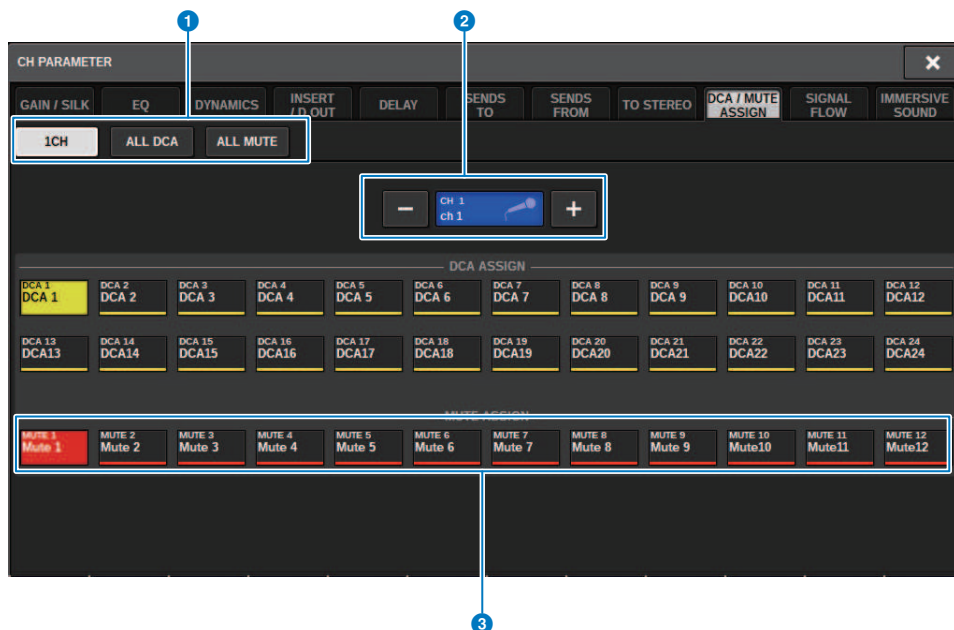 1
2
CH PARAMETER
×
GAIN / SILK
EQ
DYNAMICS
INSERT
/ D.OUT
DELAY
SENDS
TO
SENDS
FROM
TO STEREO
DCA / MUTE
ASSIGN
SIGNAL
FLOW
IMMERSIVE
SOUND
1CH
ALL DCA
ALL MUTE
−
CH 1
ch 1
+
DCA ASSIGN
DCA 1
DCA 1
DCA 2
DCA 2
DCA 3
DCA 3
DCA 4
DCA 4
DCA 5
DCA 5
DCA 6
DCA 6
DCA 7
DCA 7
DCA 8
DCA 8
DCA 9
DCA 9
DCA 10
DCA10
DCA 11
DCA11
DCA 12
DCA12
DCA 13
DCA13
DCA 14
DCA14
DCA 15
DCA15
DCA 16
DCA16
DCA 17
DCA17
DCA 18
DCA18
DCA 19
DCA19
DCA 20
DCA20
DCA 21
DCA21
DCA 22
DCA22
DCA 23
DCA23
DCA 24
DCA24
MUTE ASSIGN
MUTE 1
Mute 1
MUTE 2
Mute 2
MUTE 3
Mute 3
MUTE 4
Mute 4
MUTE 5
Mute 5
MUTE 6
Mute 6
MUTE 7
Mute 7
MUTE 8
Mute 8
MUTE 9
Mute 9
MUTE 10
Mute10
MUTE 11
Mute11
MUTE 12
Mute12
3